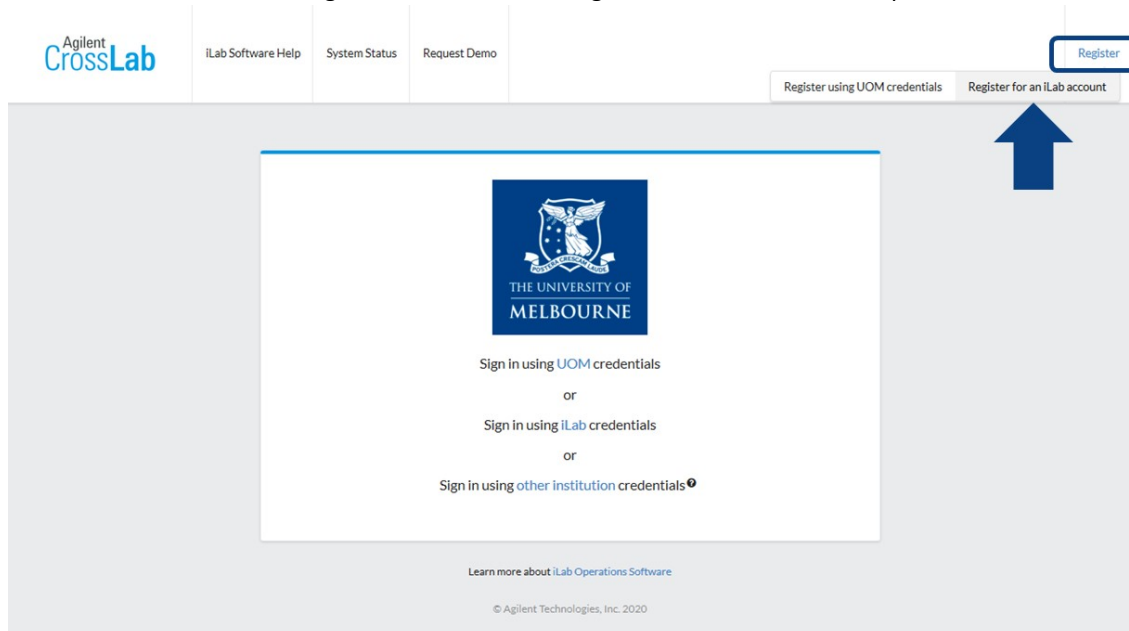 Agilent
CrossLab
iLab Software Help
System Status
Request Demo
Register
Register using UOM credentials
Register for an iLab account
POSTERA CRESCAM LAUDE
THE UNIVERSITY OF
MELBOURNE
Sign in using UOM credentials
or
Sign in using iLab credentials
or
Sign in using other institution credentials
Learn more about iLab Operations Software
© Agilent Technologies, Inc. 2020